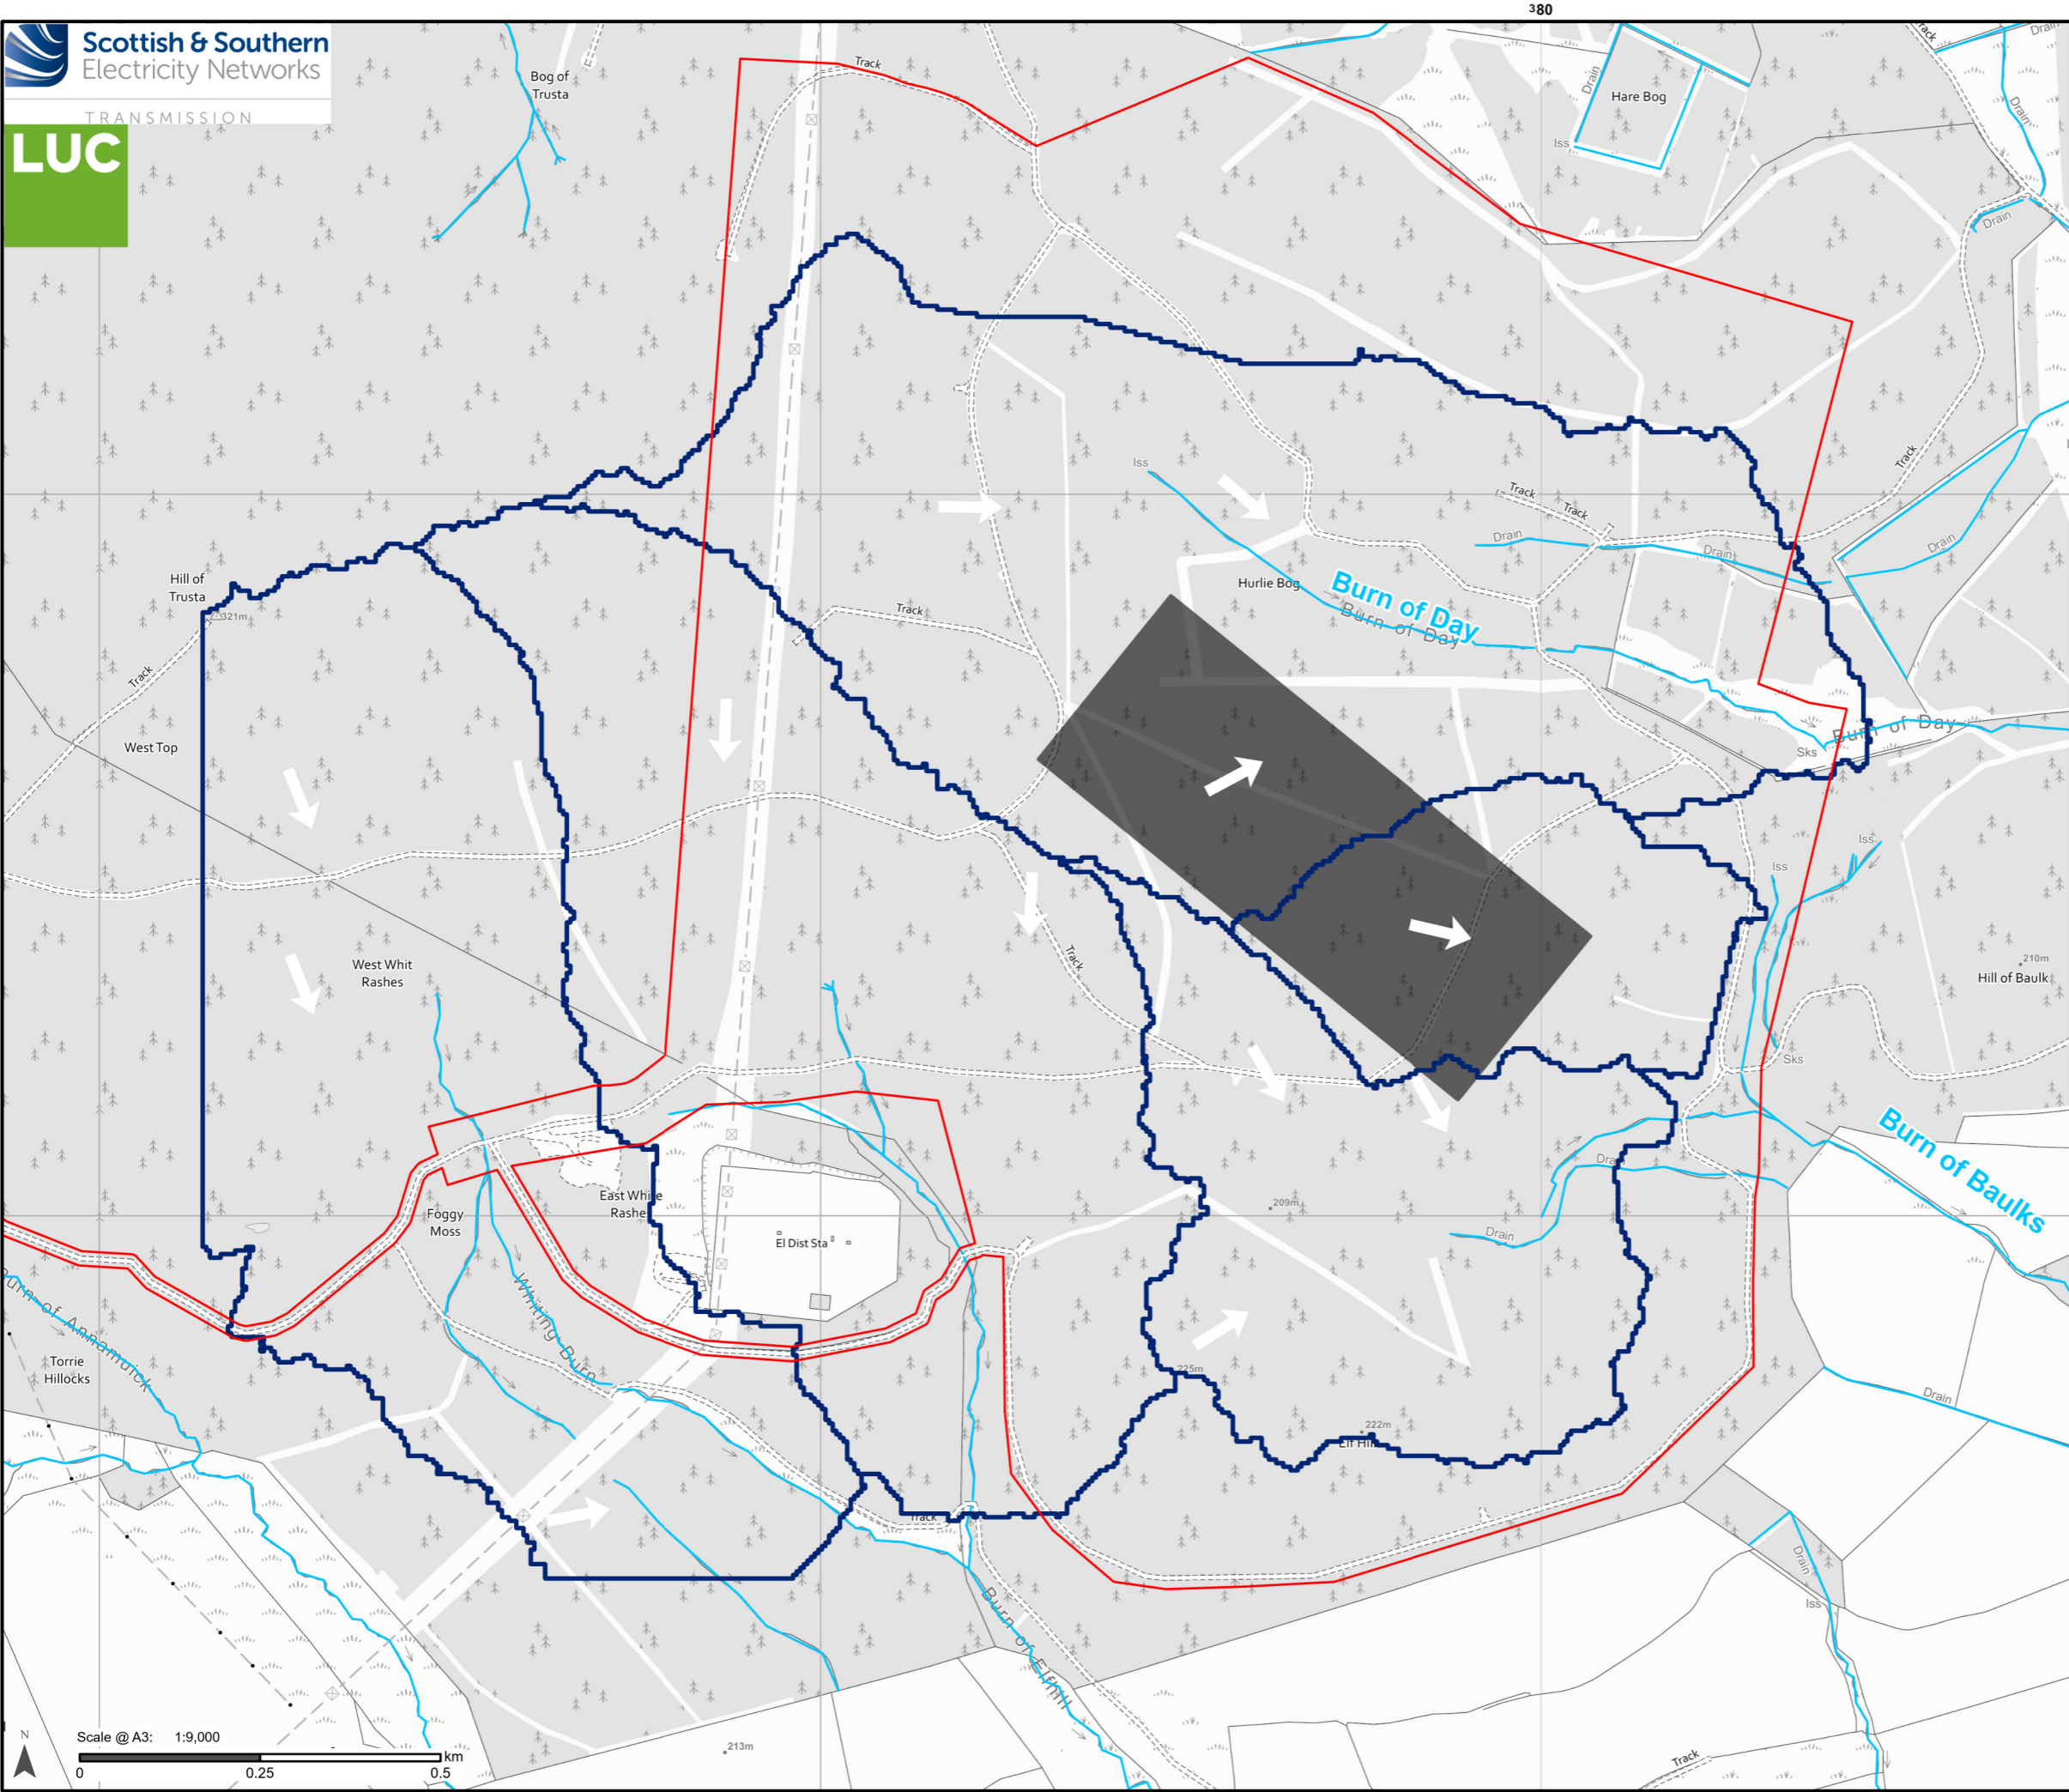 ³80
Scottish & Southern
Electricity Networks
TRANSMISSION
LUC
Bog of
Trusta
Track
Drain
Hare Bog
Iss
Track
Drain
Drain
Drain
Iss
Track
Track
Track
Drain
Drain
Drain
Hill of
Trusta
321m
Hurlie Bog
Burn of Day
Burn of Day
Track
Track
West Top
Burn of Day
Sks
Iss
Iss
West Whit
Rashes
Track
210m
Hill of Baulk
Sks
Burn of Baulks
Drain
East White
Rashe
Foggy
Moss
209m
El Dist Sta
Drain
Whiting Burn
Burn of Annamuick
Torrie
Hillocks
225m
222m
Elf Hill
Drain
Track
Drain
Iss
Burn of Elfhill
N
Scale @ A3: 1:9,000
km
0 0.25 0.5
213m
Track